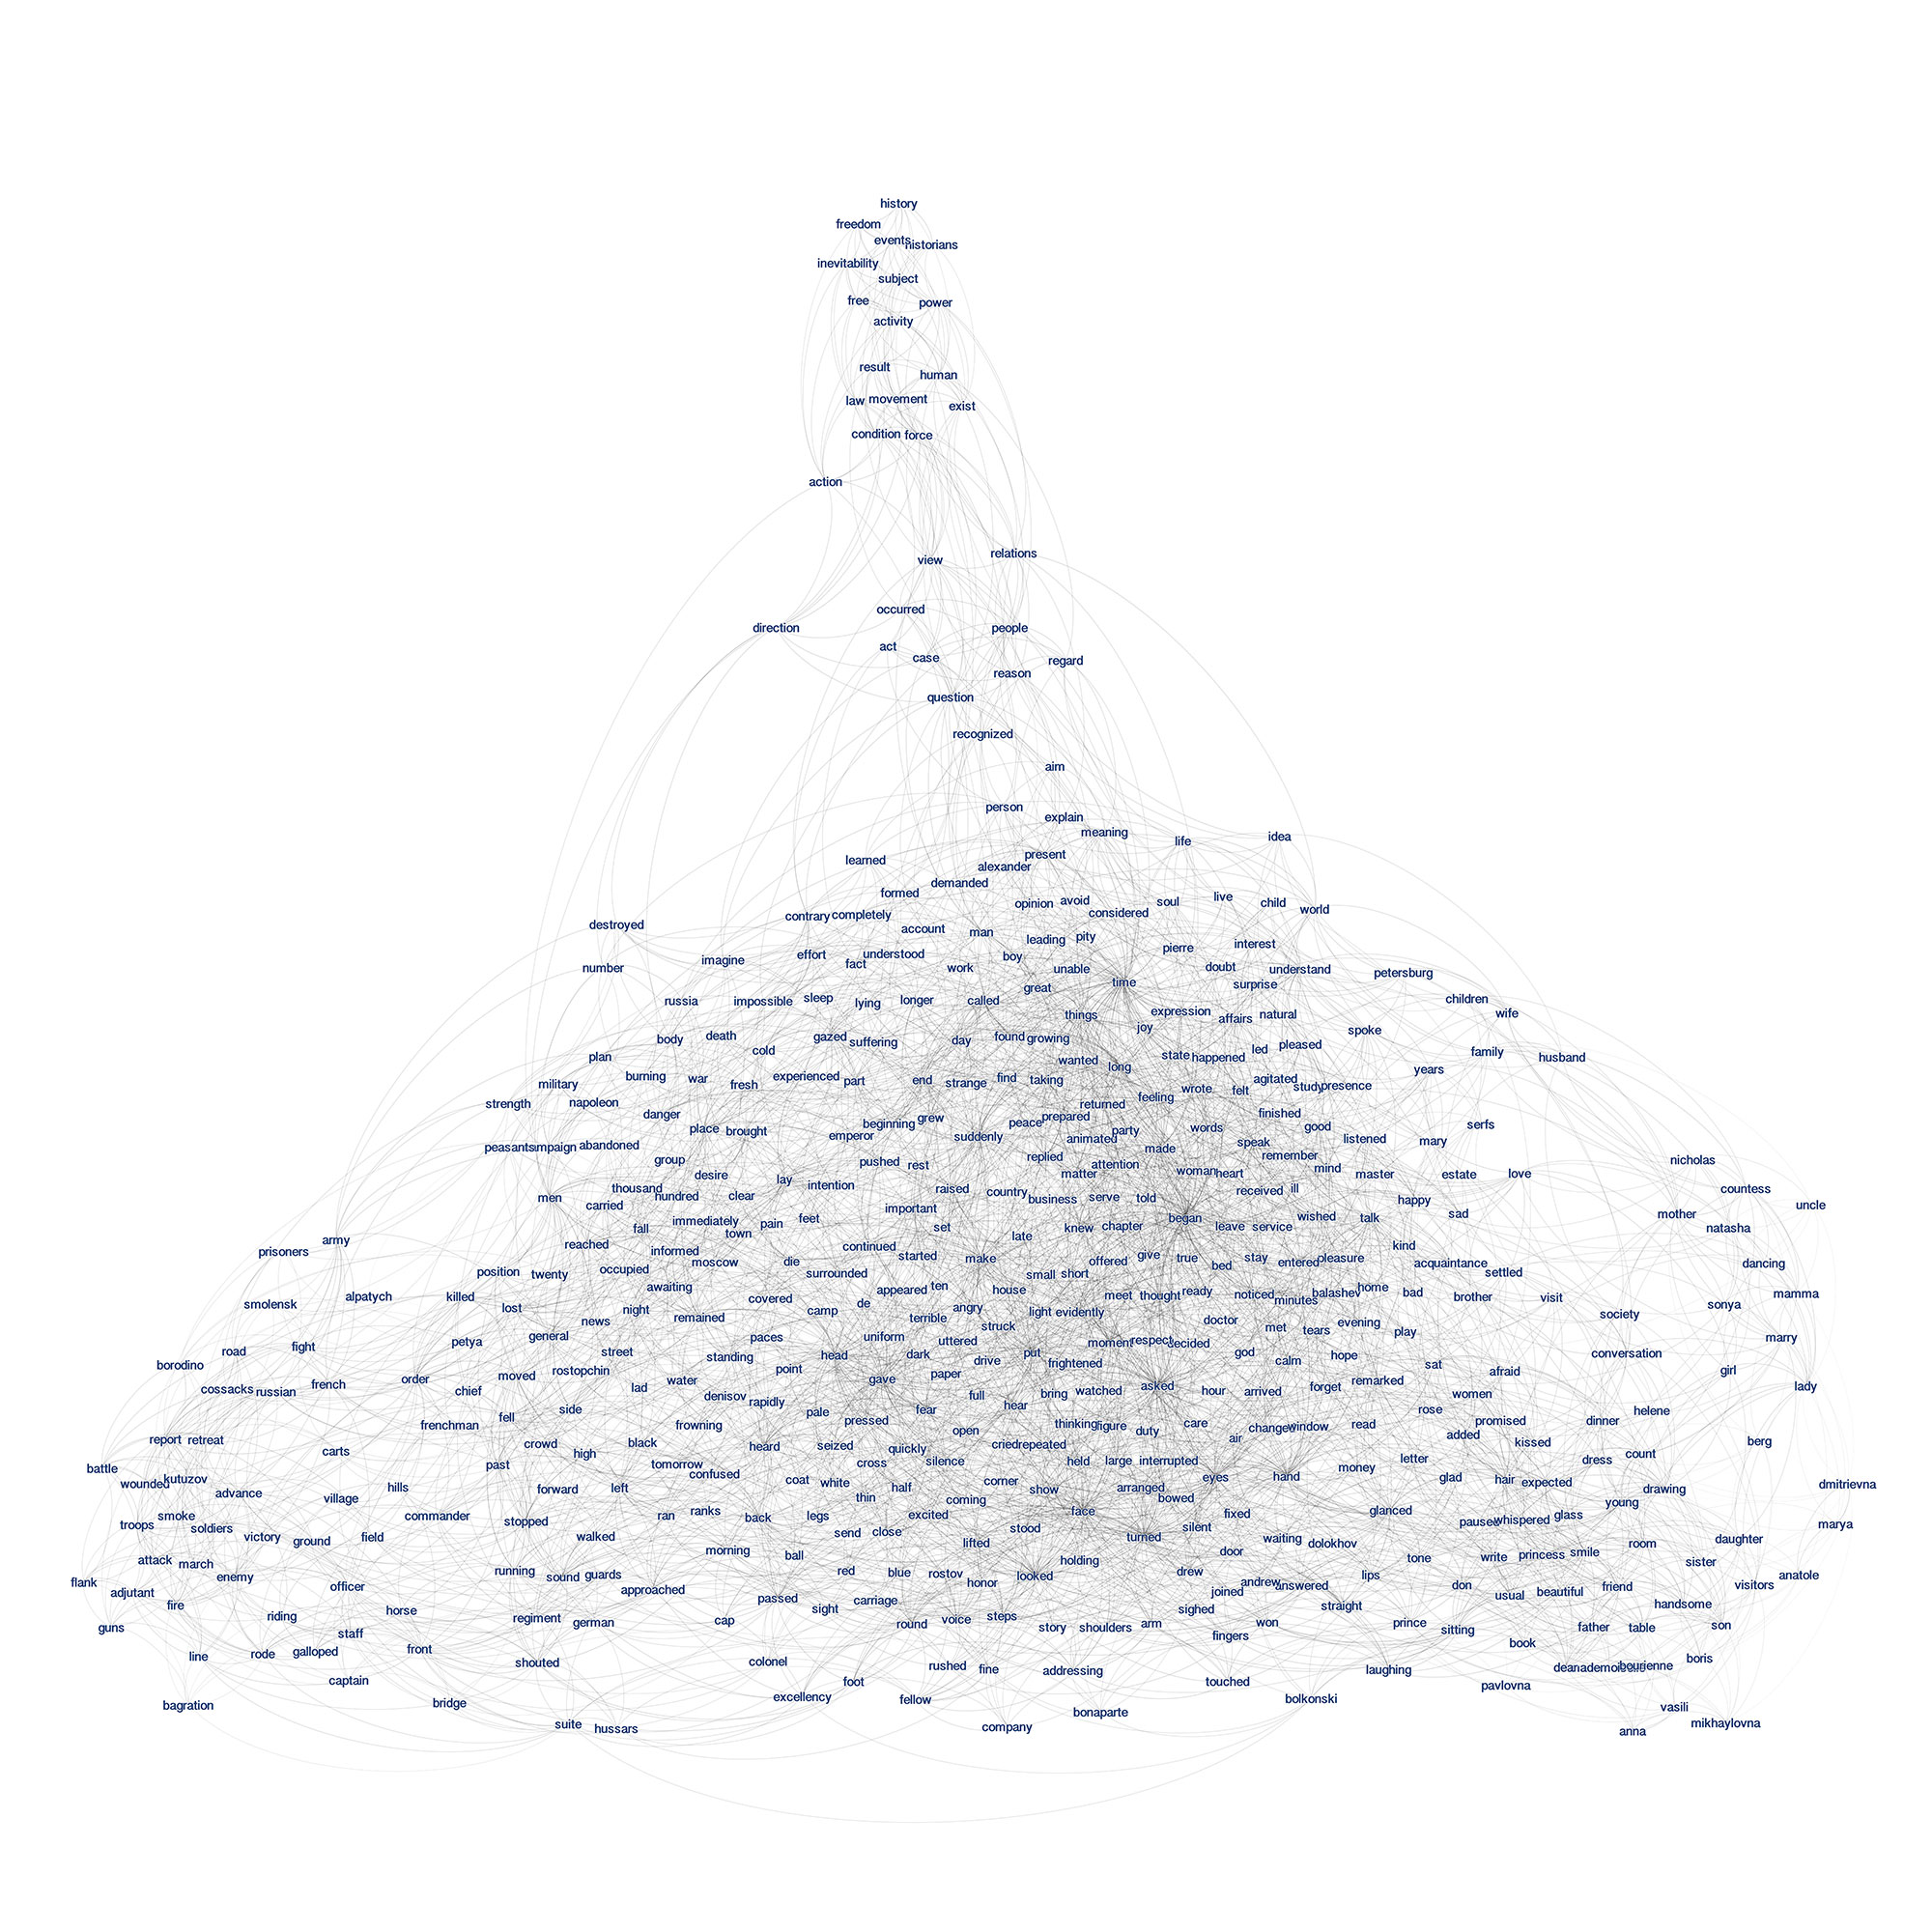 history
freedom
events
historians
inevitability
subject
free
power
activity
result
human
law
movement
exist
condition
force
action
view
relations
occurred
direction
people
act
case
regard
reason
question
recognized
aim
person
explain
meaning
life
idea
learned
present
alexander
demanded
formed
opinion
avoid
considered
soul
live
child
world
contrary
completely
destroyed
account
man
leading
pity
pierre
interest
effort
understood
boy
imagine
fact
work
unable
doubt
understand
number
petersburg
time
surprise
great
russia
impossible
sleep
lying
longer
called
children
things
expression
affairs
natural
wife
joy
spoke
body
death
gazed
suffering
day
found
growing
cold
state
happened
led
pleased
family
husband
plan
wanted
long
years
military
burning
war
fresh
experienced
part
end
strange
find
taking
feeling
wrote
felt
agitated
study
presence
strength
napoleon
danger
returned
finished
place
brought
beginning
grew
peace
prepared
words
good
serfs
emperor
suddenly
animated
party
speak
listened
mary
peasants
abandoned
made
remember
group
pushed
rest
replied
attention
woman
heart
mind
nicholas
desire
matter
master
estate
love
men
thousand
hundred
clear
lay
intention
raised
country
business
serve
told
received
ill
happy
countess
carried
important
uncle
fall
immediately
town
pain
feet
set
knew
chapter
began
leave
service
wished
talk
sad
mother
natasha
army
reached
informed
continued
started
late
kind
prisoners
moscow
die
make
offered
give
true
bed
stay
entered
pleasure
acquaintance
settled
dancing
position
twenty
occupied
awaiting
surrounded
small
short
smolensk
alpatych
killed
lost
night
covered
camp
de
appeared
ten
house
meet
thought
ready
noticed
minutes
balashev
home
bad
brother
visit
society
sonya
mamma
news
remained
terrible
angry
light
evidently
petya
general
paces
uniform
uttered
struck
doctor
met
tears
evening
play
marry
road
fight
street
standing
head
dark
put
moment
respect
god
hope
conversation
borodino
rostopchin
point
paper
drive
frightened
calm
sat
afraid
girl
cossacks
russian
french
order
chief
moved
lad
water
denisov
rapidly
gave
full
bring
watched
asked
hour
arrived
forget
remarked
women
lady
frenchman
fell
side
frowning
pale
pressed
fear
hear
thinking
figure
duty
care
change
window
read
rose
promised
dinner
helene
report
retreat
carts
crowd
high
black
heard
seized
quickly
open
cried
repeated
air
added
kissed
berg
battle
wounded
kutuzov
past
tomorrow
confused
cross
silence
held
large
interrupted
eyes
hand
money
letter
glad
hair
expected
dress
count
advance
village
hills
forward
left
coat
white
thin
half
corner
show
arranged
bowed
young
drawing
dmitrievna
smoke
troops
soldiers
commander
stopped
ran
ranks
back
legs
excited
coming
face
fixed
glanced
whispered
glass
marya
victory
ground
field
walked
send
close
lifted
stood
turned
silent
waiting
dolokhov
room
daughter
attack
march
enemy
morning
ball
holding
door
tone
write
princess
smile
sister
flank
adjutant
officer
running
sound
guards
approached
red
blue
rostov
honor
looked
drew
joined
andrew
answered
lips
don
usual
beautiful
friend
visitors
anatole
fire
riding
horse
passed
sight
carriage
sighed
straight
handsome
guns
staff
regiment
german
cap
round
voice
steps
story
shoulders
arm
fingers
won
prince
sitting
father
table
son
line
rode
galloped
front
shouted
colonel
rushed
fine
addressing
book
captain
foot
touched
laughing
bourienne
boris
bagration
bridge
excellency
fellow
bonaparte
bolkonski
pavlovna
vasili
suite
hussars
company
anna
mikhaylovna